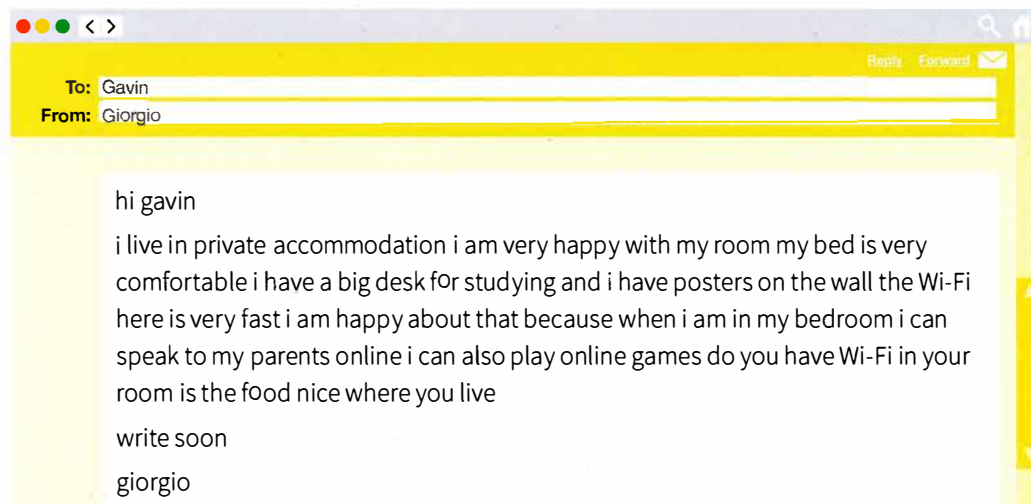 Reply Forward
To: Gavin
From: Giorgio
hi gavin
i live in private accommodation i am very happy with my room my bed is very
comfortable i have a big desk for studying and i have posters on the wall the Wi-Fi
here is very fast i am happy about that because when i am in my bedroom i can
speak to my parents online i can also play online games do you have Wi-Fi in your
room is the food nice where you live
write soon
giorgio